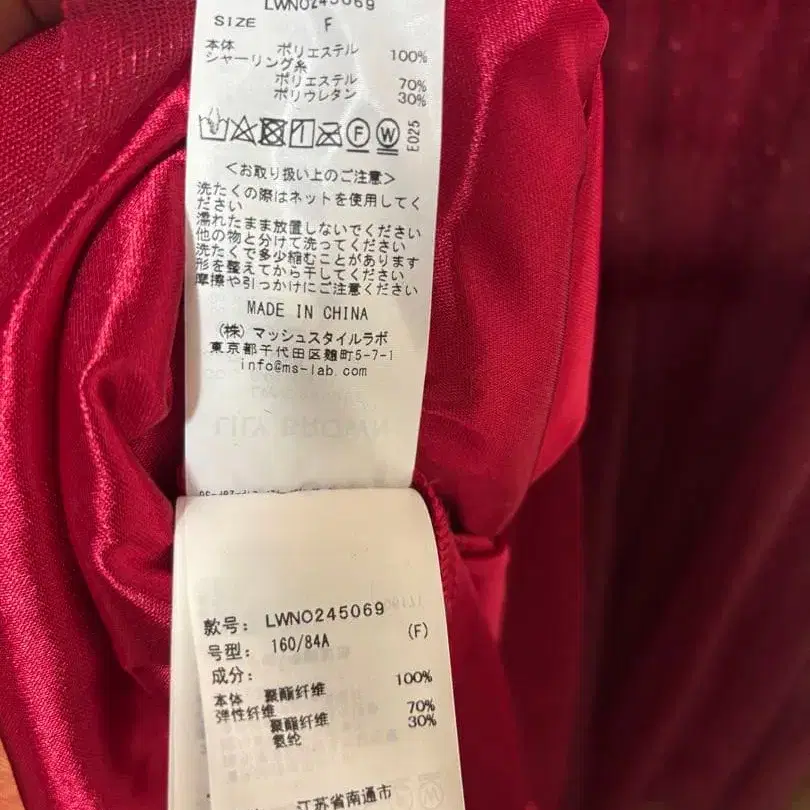 LWNO245069
SIZE F
本体 ポリエステル 100%
シャーリング糸
ポリエステル 70%
ポリウレタン 30%
F W E025
<お取り扱い上のご注意>
洗たくの際はネットを使用してく
ださい
濡れたまま放置しないでください
他の物と分けて洗ってください
洗たくで多少縮むことがあります
形を整えてから干してください
摩擦や引っかけにご注意ください
MADE IN CHINA
(株) マッシュスタイルラボ
東京都千代田区麹町5-7-1
info@ms-lab.com
LILY BROWN
款号: LWNO245069
号型: 160/84A (F)
成分:
本体 聚酯纤维 100%
弹性纤维
聚酯纤维 70%
氨纶 30%
江苏省南通市